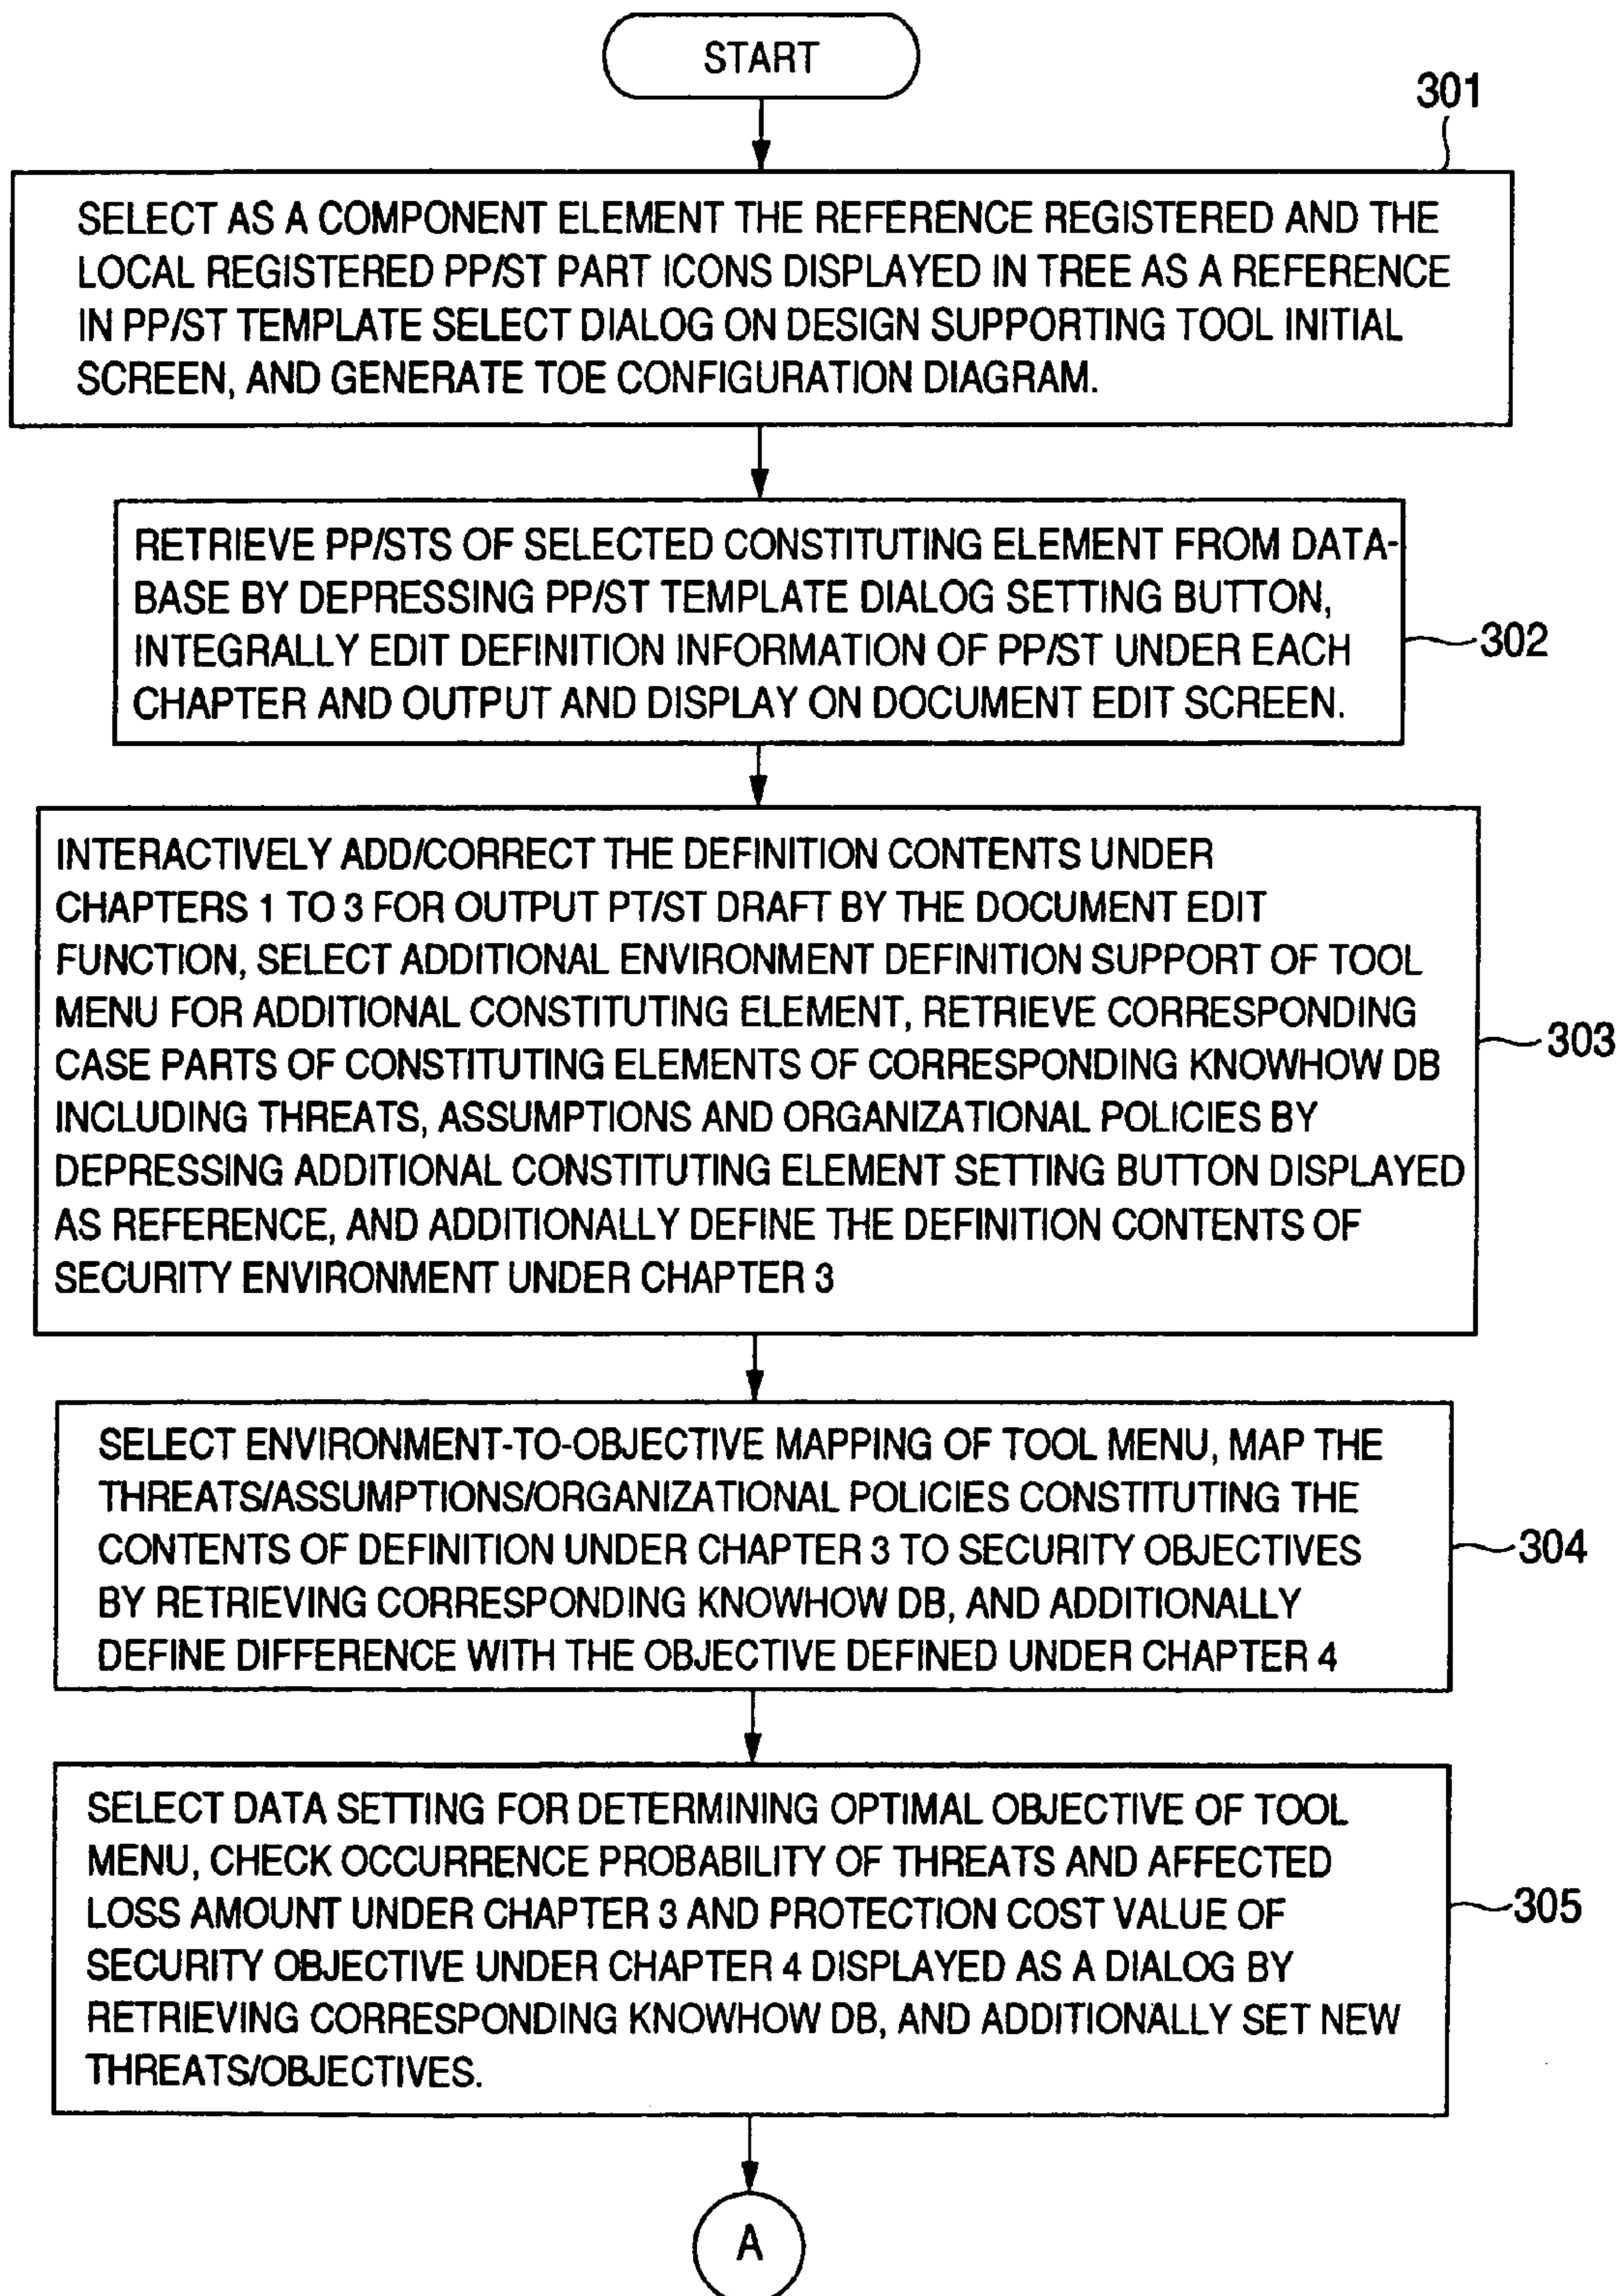 START
301
SELECT AS A COMPONENT ELEMENT THE REFERENCE REGISTERED AND THE
LOCAL REGISTERED PP/ST PART ICONS DISPLAYED IN TREE AS A REFERENCE
IN PP/ST TEMPLATE SELECT DIALOG ON DESIGN SUPPORTING TOOL INITIAL
SCREEN, AND GENERATE TOE CONFIGURATION DIAGRAM.
RETRIEVE PP/STS OF SELECTED CONSTITUTING ELEMENT FROM DATA-
BASE BY DEPRESSING PP/ST TEMPLATE DIALOG SETTING BUTTON,
INTEGRALLY EDIT DEFINITION INFORMATION OF PP/ST UNDER EACH
CHAPTER AND OUTPUT AND DISPLAY ON DOCUMENT EDIT SCREEN.
302
INTERACTIVELY ADD/CORRECT THE DEFINITION CONTENTS UNDER
CHAPTERS 1 TO 3 FOR OUTPUT PT/ST DRAFT BY THE DOCUMENT EDIT
FUNCTION, SELECT ADDITIONAL ENVIRONMENT DEFINITION SUPPORT OF TOOL
MENU FOR ADDITIONAL CONSTITUTING ELEMENT, RETRIEVE CORRESPONDING
CASE PARTS OF CONSTITUTING ELEMENTS OF CORRESPONDING KNOWHOW DB
INCLUDING THREATS, ASSUMPTIONS AND ORGANIZATIONAL POLICIES BY
DEPRESSING ADDITIONAL CONSTITUTING ELEMENT SETTING BUTTON DISPLAYED
AS REFERENCE, AND ADDITIONALLY DEFINE THE DEFINITION CONTENTS OF
SECURITY ENVIRONMENT UNDER CHAPTER 3
303
SELECT ENVIRONMENT-TO-OBJECTIVE MAPPING OF TOOL MENU, MAP THE
THREATS/ASSUMPTIONS/ORGANIZATIONAL POLICIES CONSTITUTING THE
CONTENTS OF DEFINITION UNDER CHAPTER 3 TO SECURITY OBJECTIVES
BY RETRIEVING CORRESPONDING KNOWHOW DB, AND ADDITIONALLY
DEFINE DIFFERENCE WITH THE OBJECTIVE DEFINED UNDER CHAPTER 4
304
SELECT DATA SETTING FOR DETERMINING OPTIMAL OBJECTIVE OF TOOL
MENU, CHECK OCCURRENCE PROBABILITY OF THREATS AND AFFECTED
LOSS AMOUNT UNDER CHAPTER 3 AND PROTECTION COST VALUE OF
SECURITY OBJECTIVE UNDER CHAPTER 4 DISPLAYED AS A DIALOG BY
RETRIEVING CORRESPONDING KNOWHOW DB, AND ADDITIONALLY SET NEW
THREATS/OBJECTIVES.
305
A